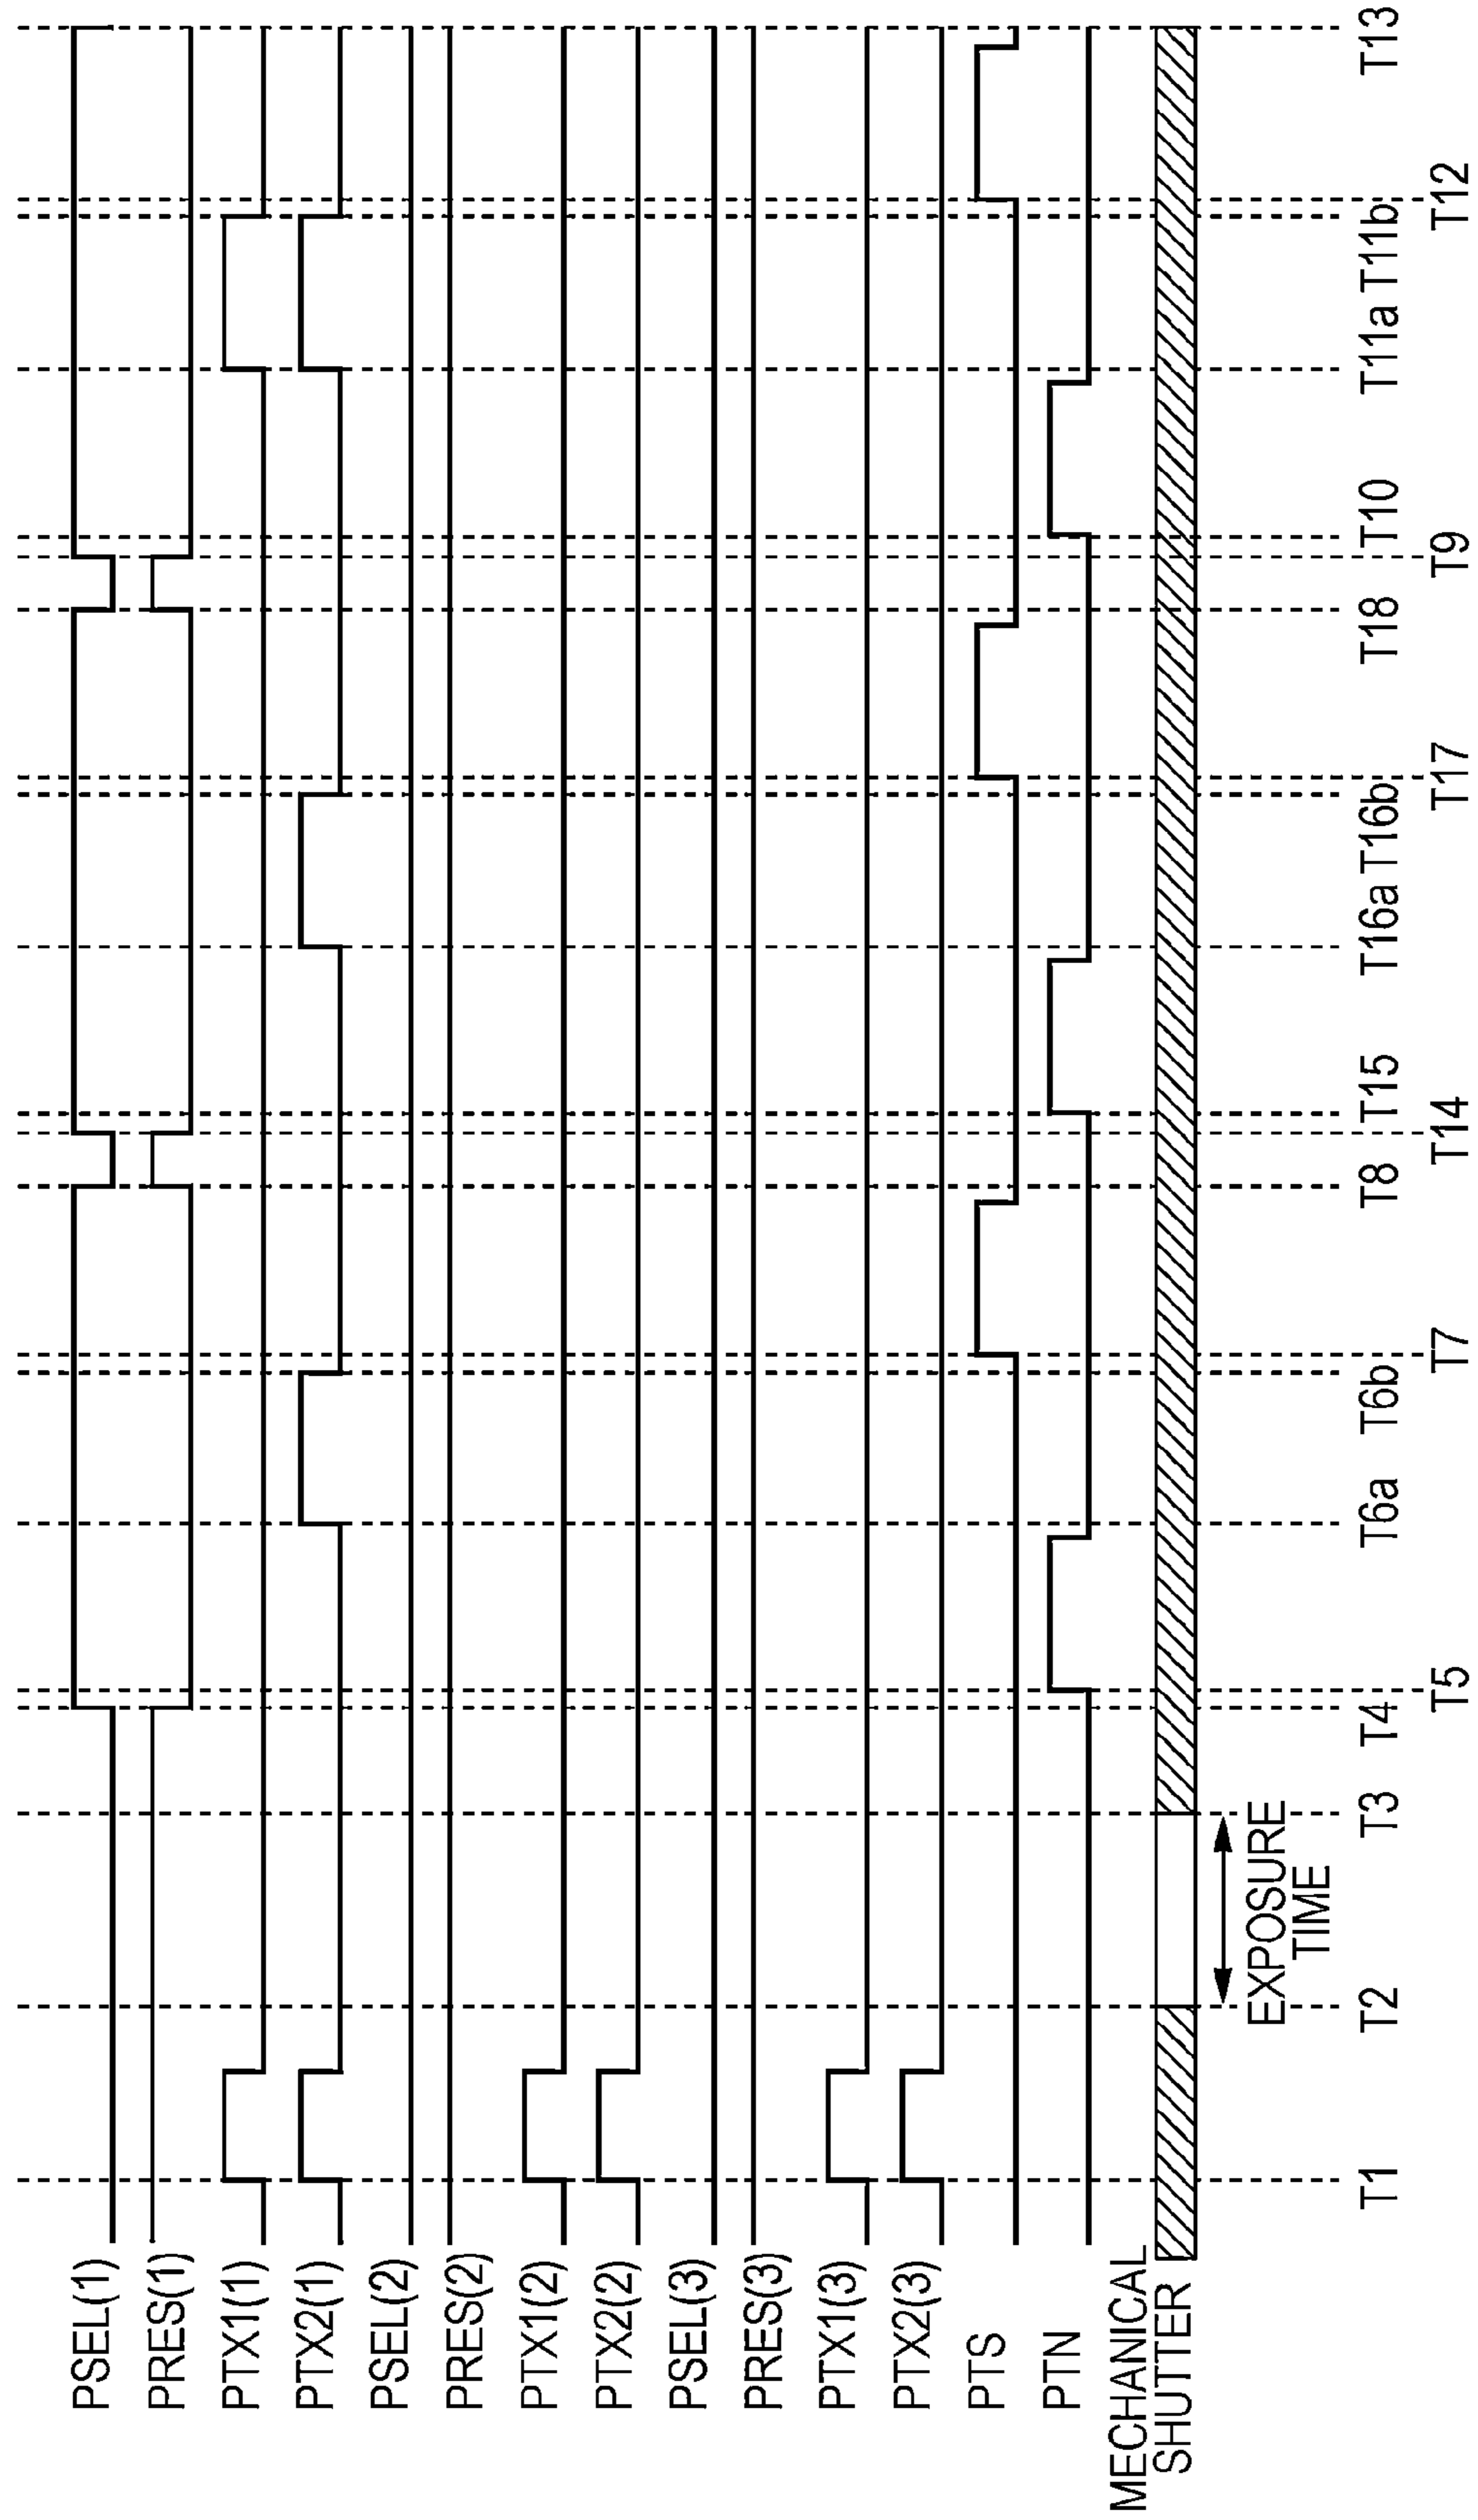 PSEL(1)
PRES(1)
PTX1(1)
PTX2(1)
PSEL(2)
PRES(2)
PTX1(2)
PTX2(2)
PSEL(3)
PRES(3)
PTX1(3)
PTX2(3)
PTS
PTN
MECHANICAL
SHUTTER
EXPOSURE
TIME
T1 T2 T3 T4 T6a T6b T8 T15 T16a T16b T18 T10 T11a T11b T13
T5 T7 T14 T17 T9 T12